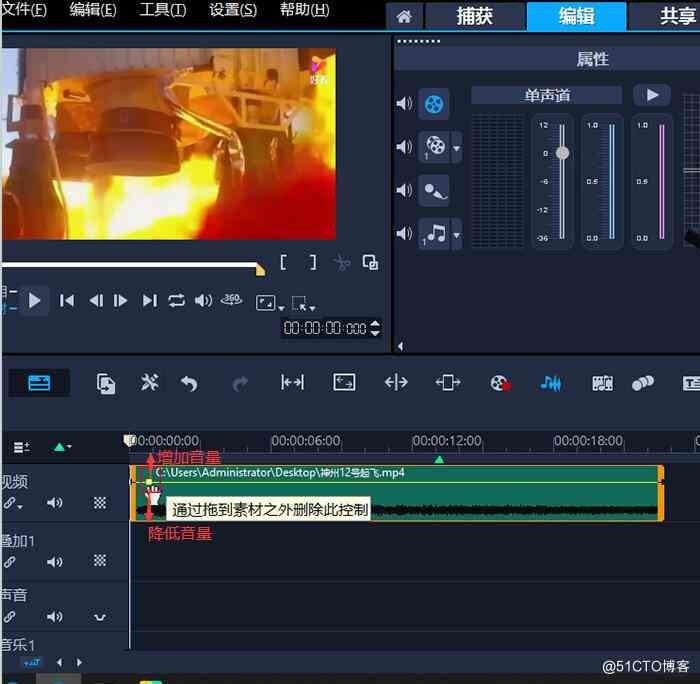 文件(F) 编辑(E) 工具(T) 设置(S) 帮助(H)
捕获 编辑 共享
属性
好看
单声道
12 0 -6 -12 -36
1.0 0.5 0.0
1.0 0.5 0.0
1
1
360
00:00:00:000
00:00:00:00 00:00:06:00 00:00:12:00 00:00:18:00
增加音量
C:\Users\Administrator\Desktop\神州12号起飞.mp4
视频
通过拖到素材之外删除此控制
降低音量
叠加1
声音
音乐1
@51CTO博客